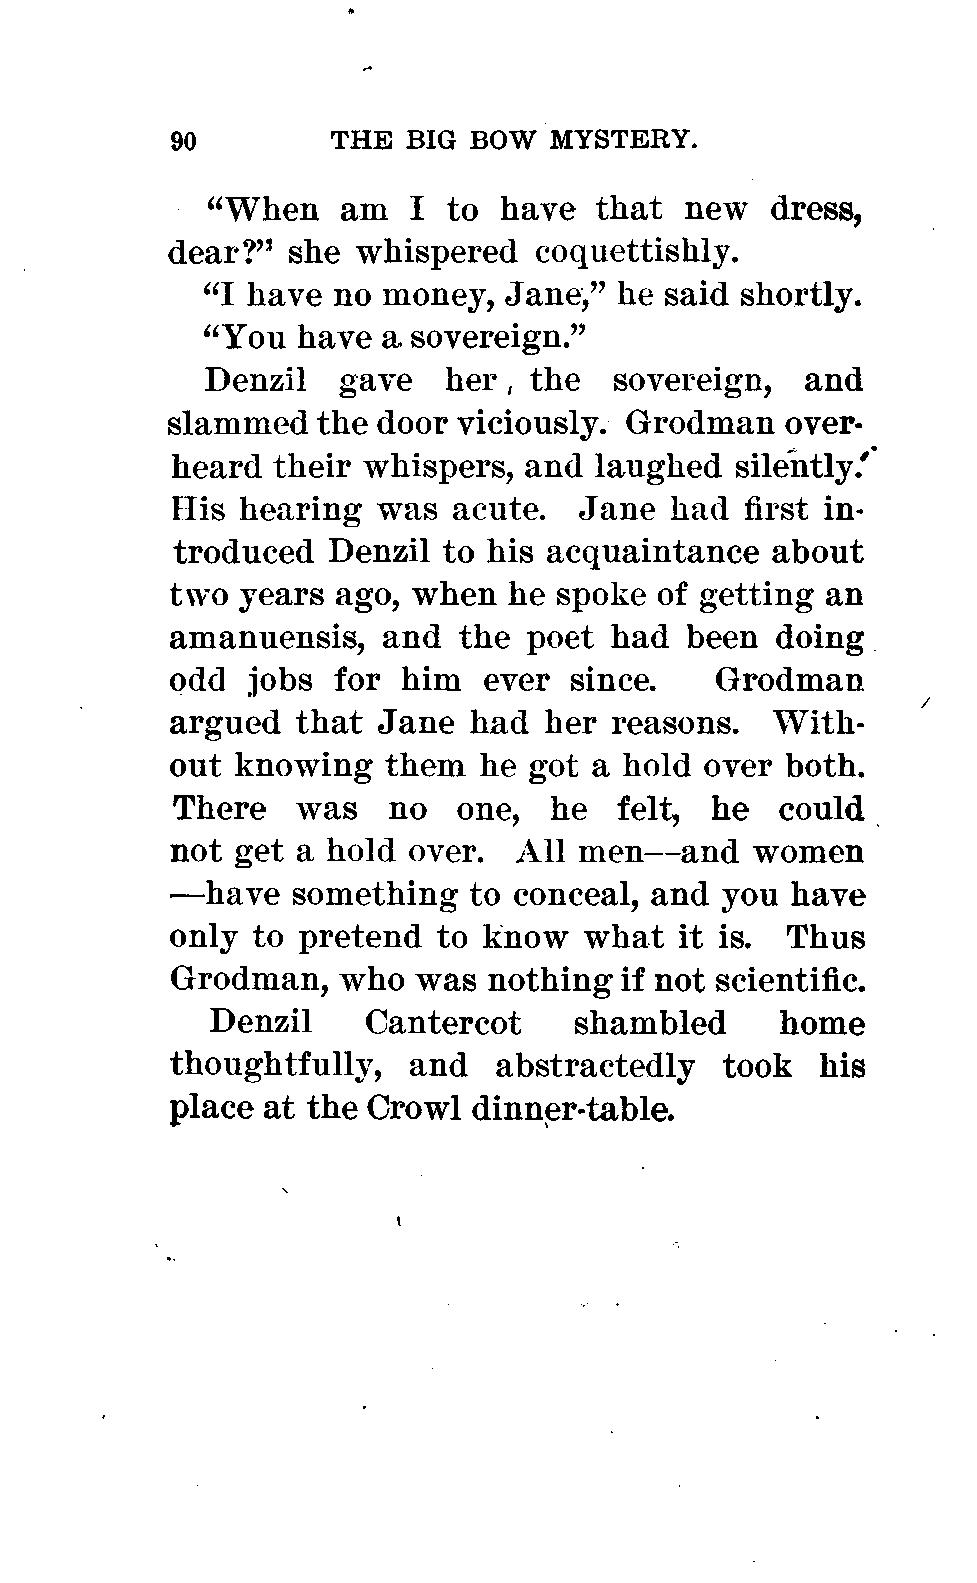 90 THE BIG BOW MYSTERY.
“When am I to have that new dress,
dear?” she whispered coquettishly.
“I have no money, Jane,” he said shortly.
“You have a sovereign.”
Denzil gave her, the sovereign, and
slammed the door viciously. Grodman over-
heard their whispers, and laughed silently.
His hearing was acute. Jane had first in-
troduced Denzil to his acquaintance about
two years ago, when he spoke of getting an
amanuensis, and the poet had been doing
odd jobs for him ever since. Grodman
argued that Jane had her reasons. With-
out knowing them he got a hold over both.
There was no one, he felt, he could
not get a hold over. All men—and women
—have something to conceal, and you have
only to pretend to know what it is. Thus
Grodman, who was nothing if not scientific.
Denzil Cantercot shambled home
thoughtfully, and abstractedly took his
place at the Crowl dinner-table.